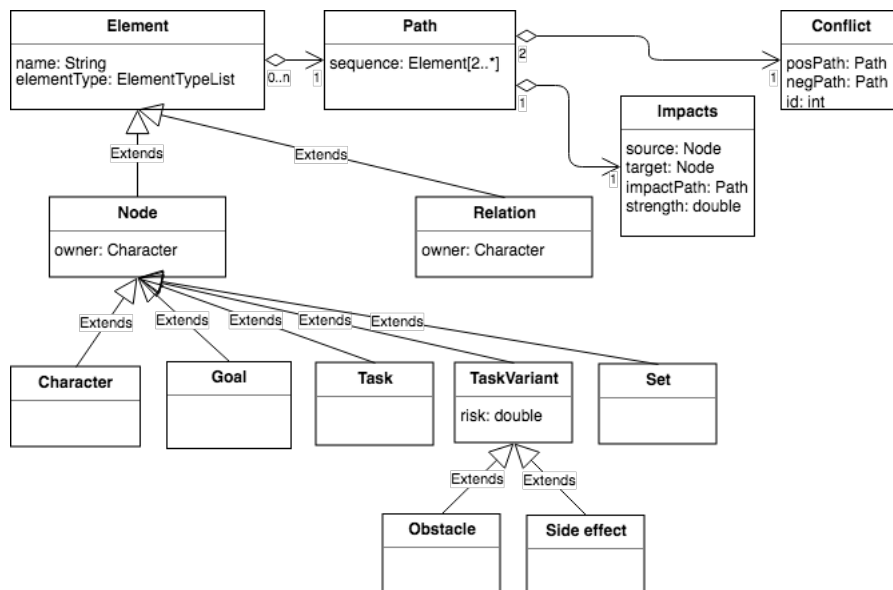 Element
name: String
elementType: ElementTypeList
0..n
1
Path
sequence: Element[2..*]
2
1
Conflict
posPath: Path
negPath: Path
id: int
1
Impacts
source: Node
target: Node
impactPath: Path
strength: double
1
Extends
Extends
Node
owner: Character
Relation
owner: Character
Extends
Extends
Extends
Extends
Extends
Character
Goal
Task
TaskVariant
risk: double
Set
Extends
Extends
Obstacle
Side effect